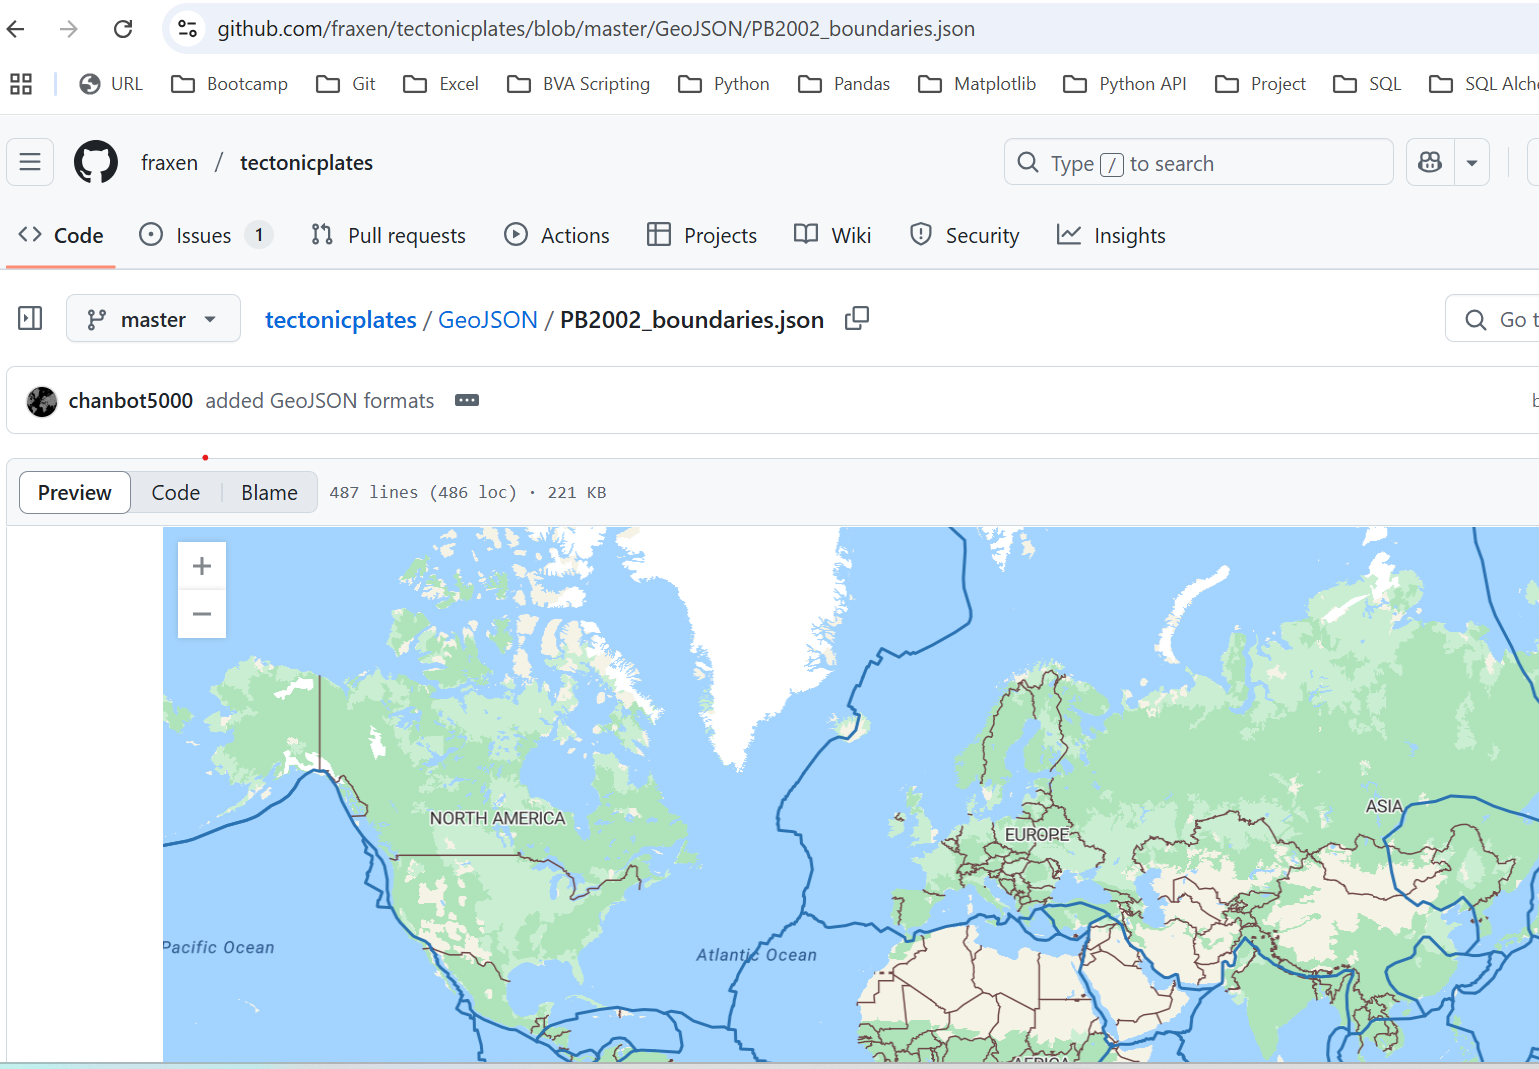 github.com/fraxen/tectonicplates/blob/master/GeoJSON/PB2002_boundaries.json
URL Bootcamp Git Excel BVA Scripting Python Pandas Matplotlib Python API Project SQL SQL Alch
fraxen / tectonicplates Type / to search
Code Issues 1 Pull requests Actions Projects Wiki Security Insights
master tectonicplates / GeoJSON / PB2002_boundaries.json Go t
chanbot5000 added GeoJSON formats b
Preview Code Blame 487 lines (486 loc) · 221 KB
ASIA
NORTH AMERICA
EUROPE
Pacific Ocean
Atlantic Ocean
AFRICA